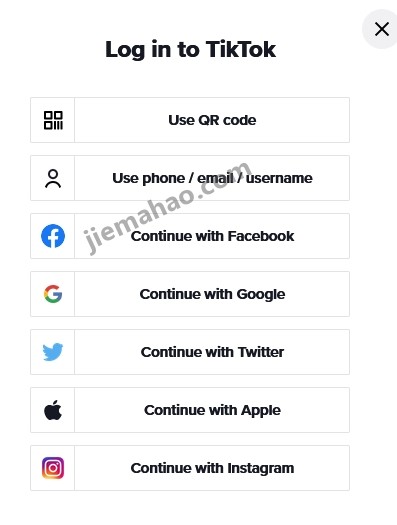 Log in to TikTok
Use QR code
Use phone / email / username
jiemahao.com
Continue with Facebook
Continue with Google
Continue with Twitter
Continue with Apple
Continue with Instagram